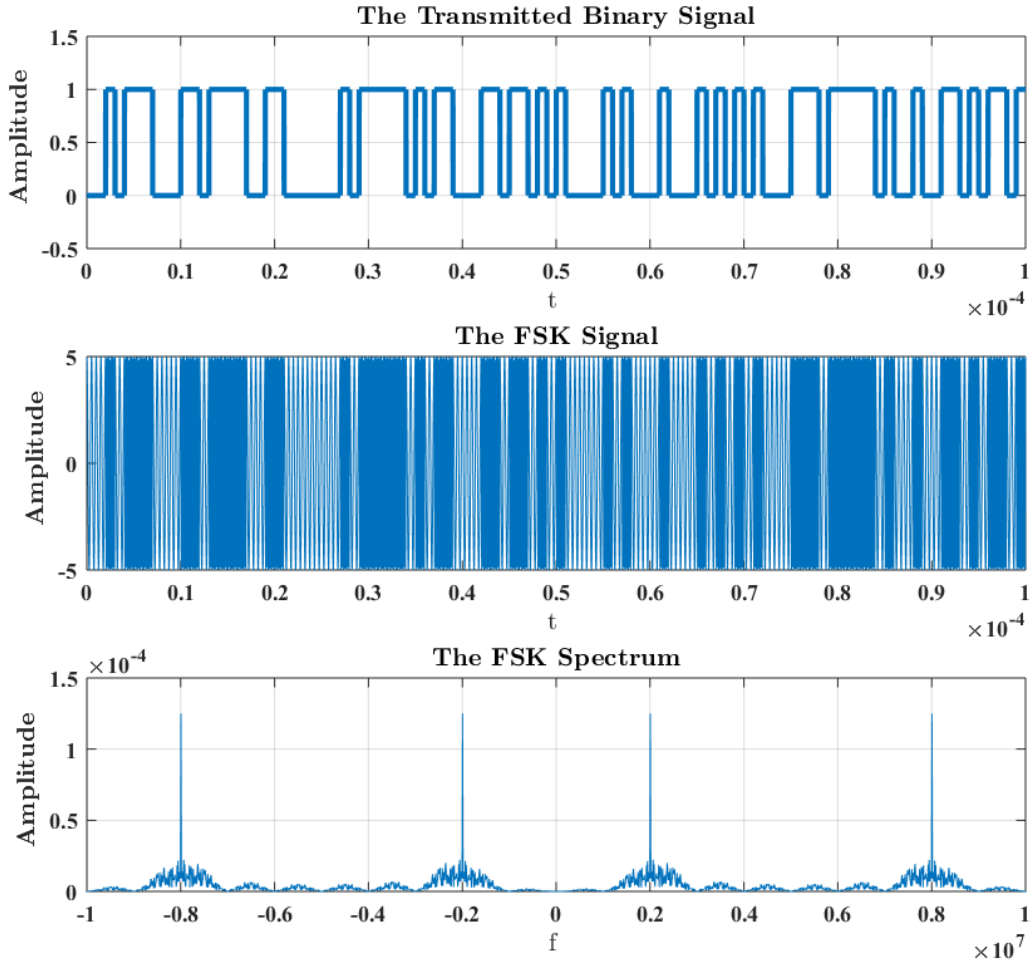 The Transmitted Binary Signal
1.5
1
0.5
0
-0.5
Amplitude
0 0.1 0.2 0.3 0.4 0.5 0.6 0.7 0.8 0.9 1
t
×10⁻⁴
The FSK Signal
5
0
-5
Amplitude
0 0.1 0.2 0.3 0.4 0.5 0.6 0.7 0.8 0.9 1
t
×10⁻⁴
×10⁻⁴
The FSK Spectrum
1.5
1
0.5
0
Amplitude
-1 -0.8 -0.6 -0.4 -0.2 0 0.2 0.4 0.6 0.8 1
f
×10⁷